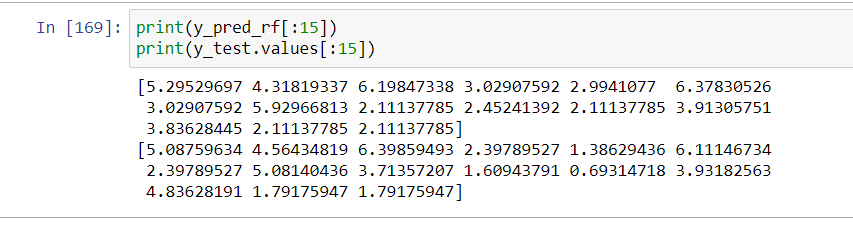 In [169]: print(y_pred_rf[:15])
print(y_test.values[:15])
[5.29529697 4.31819337 6.19847338 3.02907592 2.9941077  6.37830526
 3.02907592 5.92966813 2.11137785 2.45241392 2.11137785 3.91305751
 3.83628445 2.11137785 2.11137785]
[5.08759634 4.56434819 6.39859493 2.39789527 1.38629436 6.11146734
 2.39789527 5.08140436 3.71357207 1.60943791 0.69314718 3.93182563
 4.83628191 1.79175947 1.79175947]